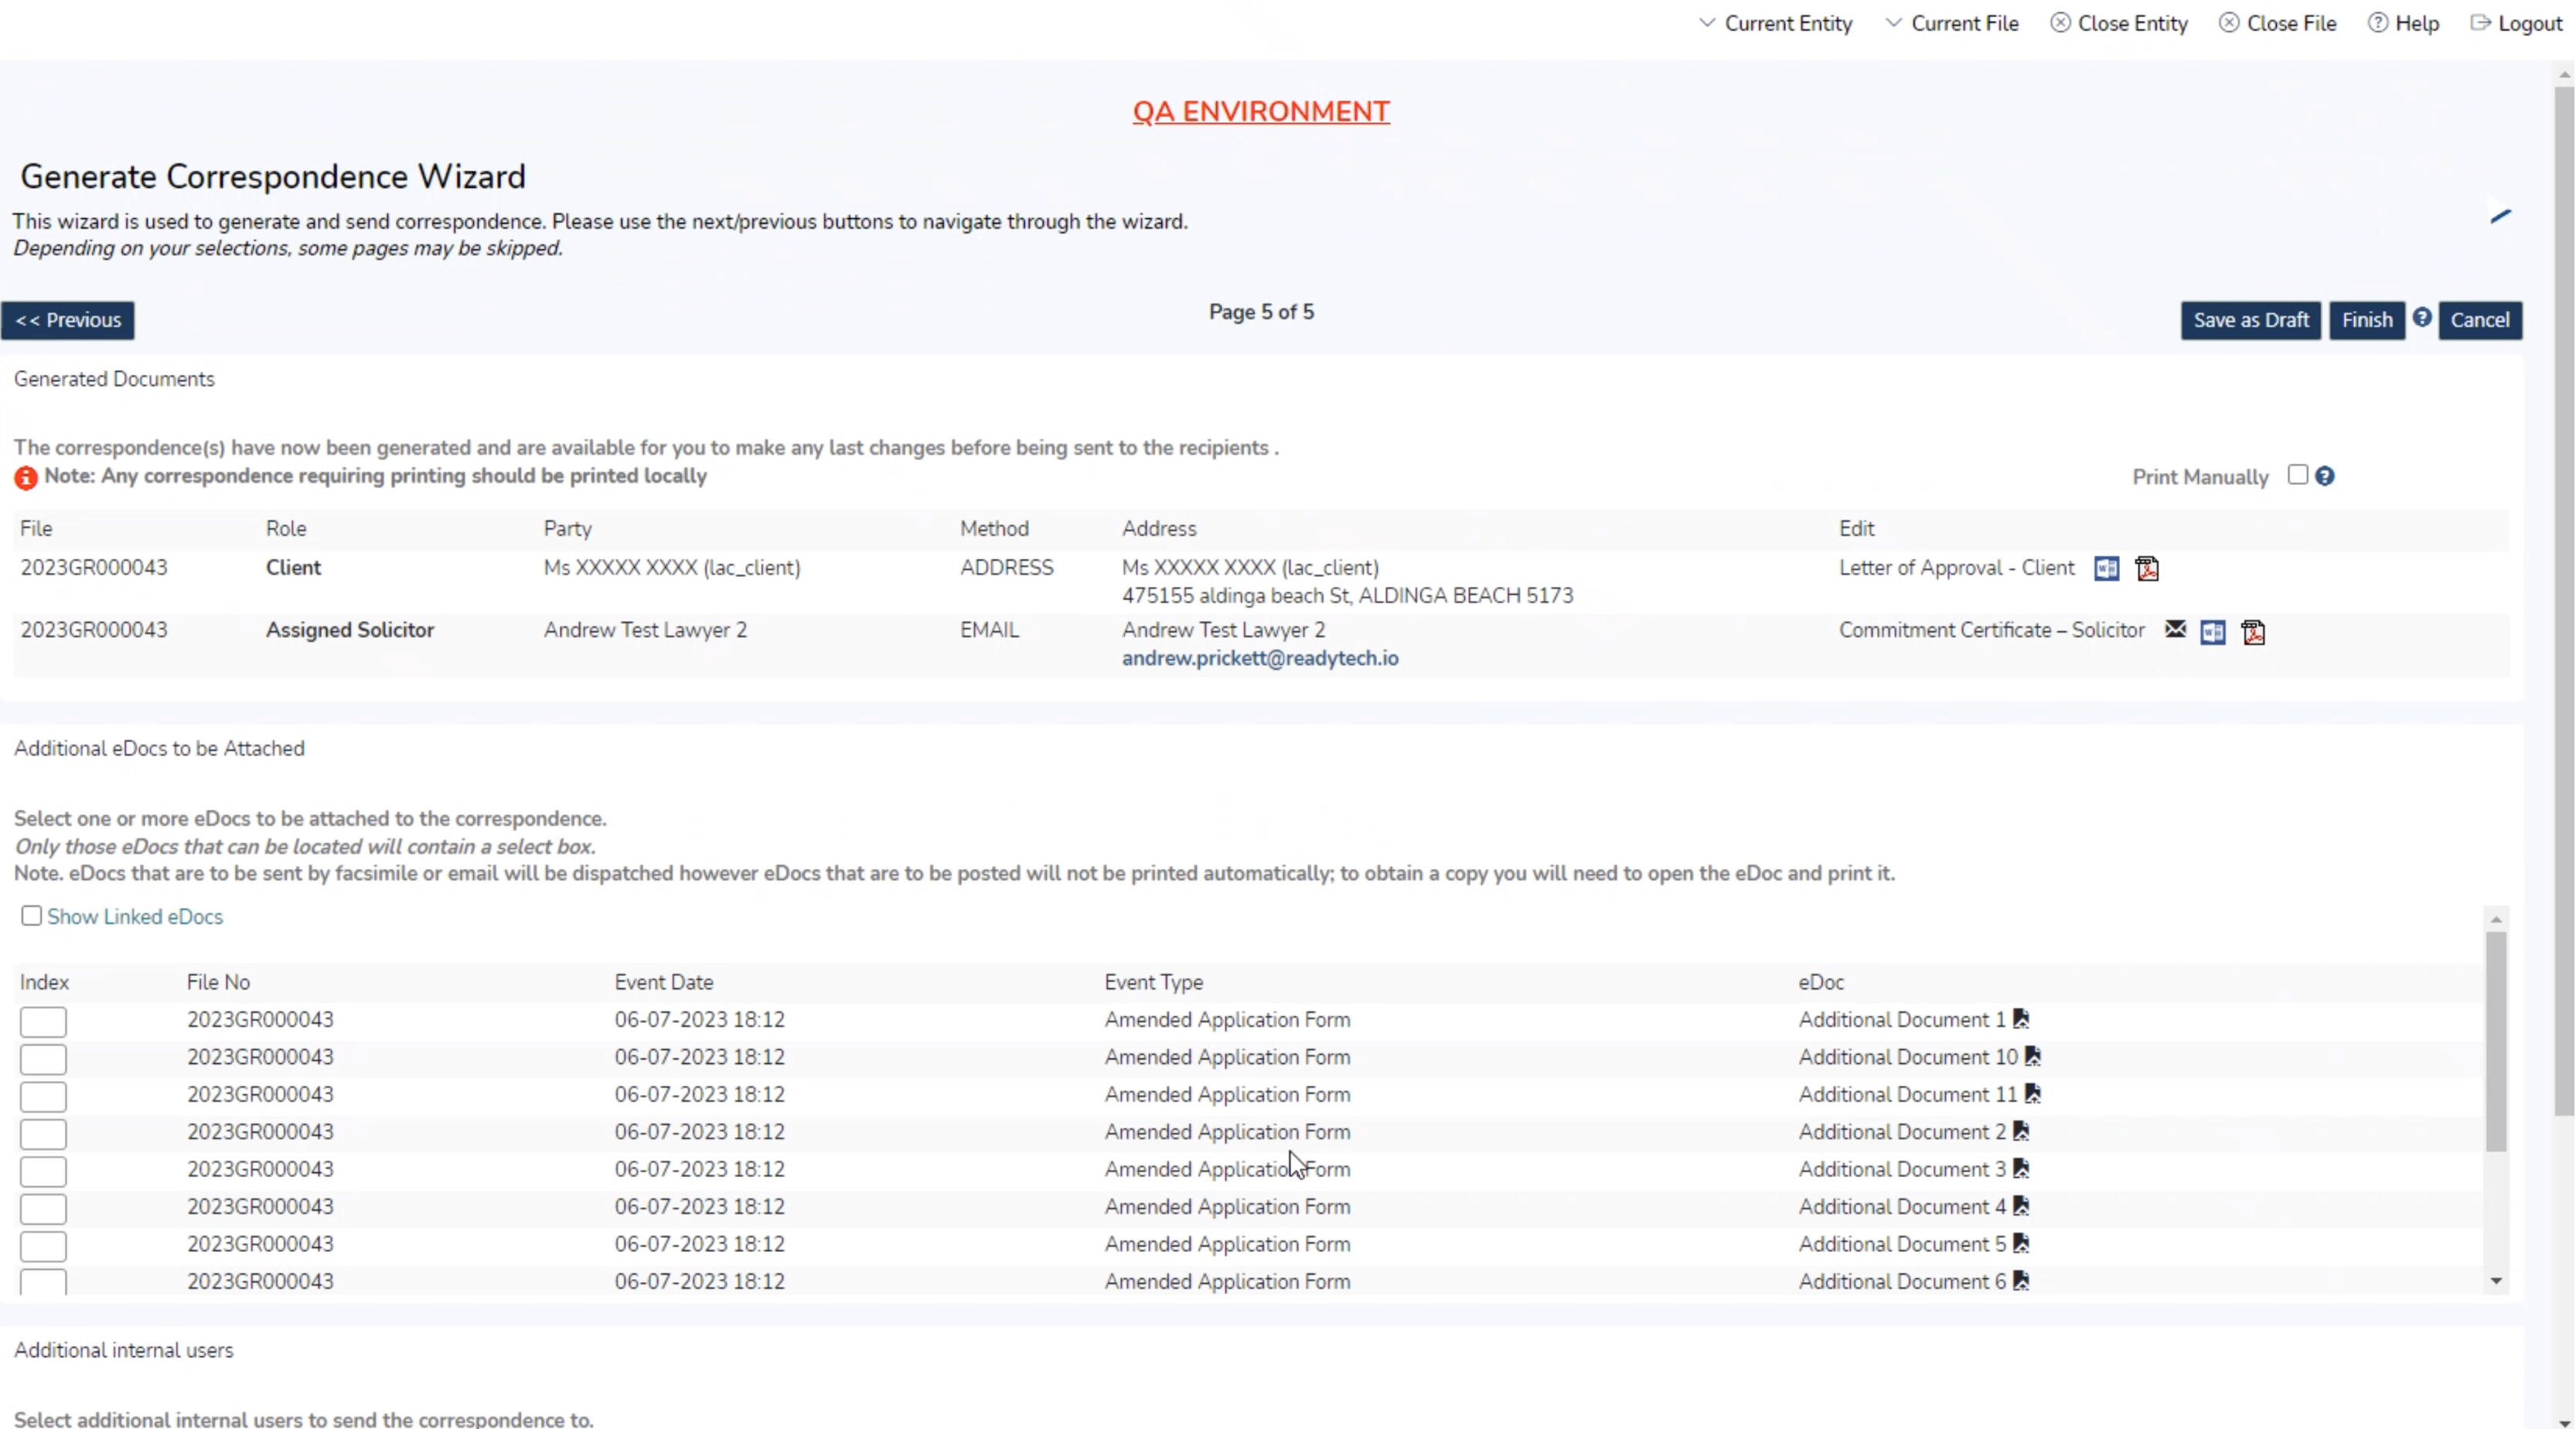 Current Entity Current File Close Entity Close File Help Logout
QA ENVIRONMENT
Generate Correspondence Wizard
This wizard is used to generate and send correspondence. Please use the next/previous buttons to navigate through the wizard.
Depending on your selections, some pages may be skipped.
<< Previous Page 5 of 5 Save as Draft Finish ? Cancel
Generated Documents
The correspondence(s) have now been generated and are available for you to make any last changes before being sent to the recipients .
Note: Any correspondence requiring printing should be printed locally Print Manually ?
File Role Party Method Address Edit
2023GR000043 Client Ms XXXXX XXXX (lac_client) ADDRESS Ms XXXXX XXXX (lac_client) Letter of Approval - Client
475155 aldinga beach St, ALDINGA BEACH 5173
2023GR000043 Assigned Solicitor Andrew Test Lawyer 2 EMAIL Andrew Test Lawyer 2 Commitment Certificate – Solicitor
andrew.prickett@readytech.io
Additional eDocs to be Attached
Select one or more eDocs to be attached to the correspondence.
Only those eDocs that can be located will contain a select box.
Note. eDocs that are to be sent by facsimile or email will be dispatched however eDocs that are to be posted will not be printed automatically; to obtain a copy you will need to open the eDoc and print it.
Show Linked eDocs
Index File No Event Date Event Type eDoc
2023GR000043 06-07-2023 18:12 Amended Application Form Additional Document 1
2023GR000043 06-07-2023 18:12 Amended Application Form Additional Document 10
2023GR000043 06-07-2023 18:12 Amended Application Form Additional Document 11
2023GR000043 06-07-2023 18:12 Amended Application Form Additional Document 2
2023GR000043 06-07-2023 18:12 Amended Application Form Additional Document 3
2023GR000043 06-07-2023 18:12 Amended Application Form Additional Document 4
2023GR000043 06-07-2023 18:12 Amended Application Form Additional Document 5
2023GR000043 06-07-2023 18:12 Amended Application Form Additional Document 6
Additional internal users
Select additional internal users to send the correspondence to.